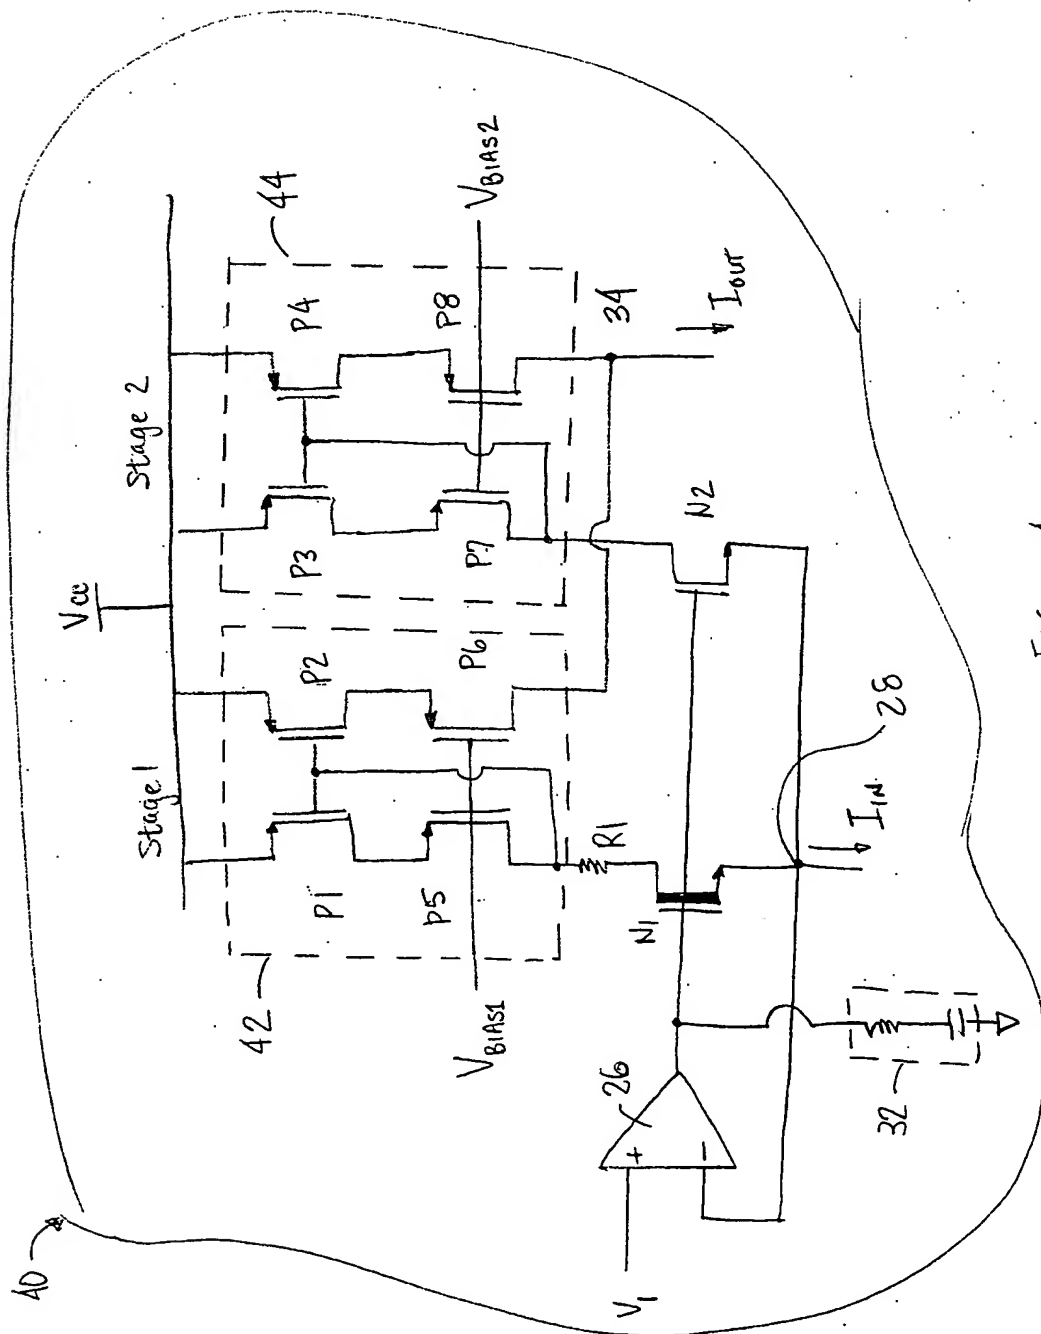 40
Vcc
Stage 1
Stage 2
42
44
P1
P2
P3
P4
P5
P6
P7
P8
VBIAS1
VBIAS2
34
IOUT
R1
N1
N2
26
+
−
V1
28
IIN
32